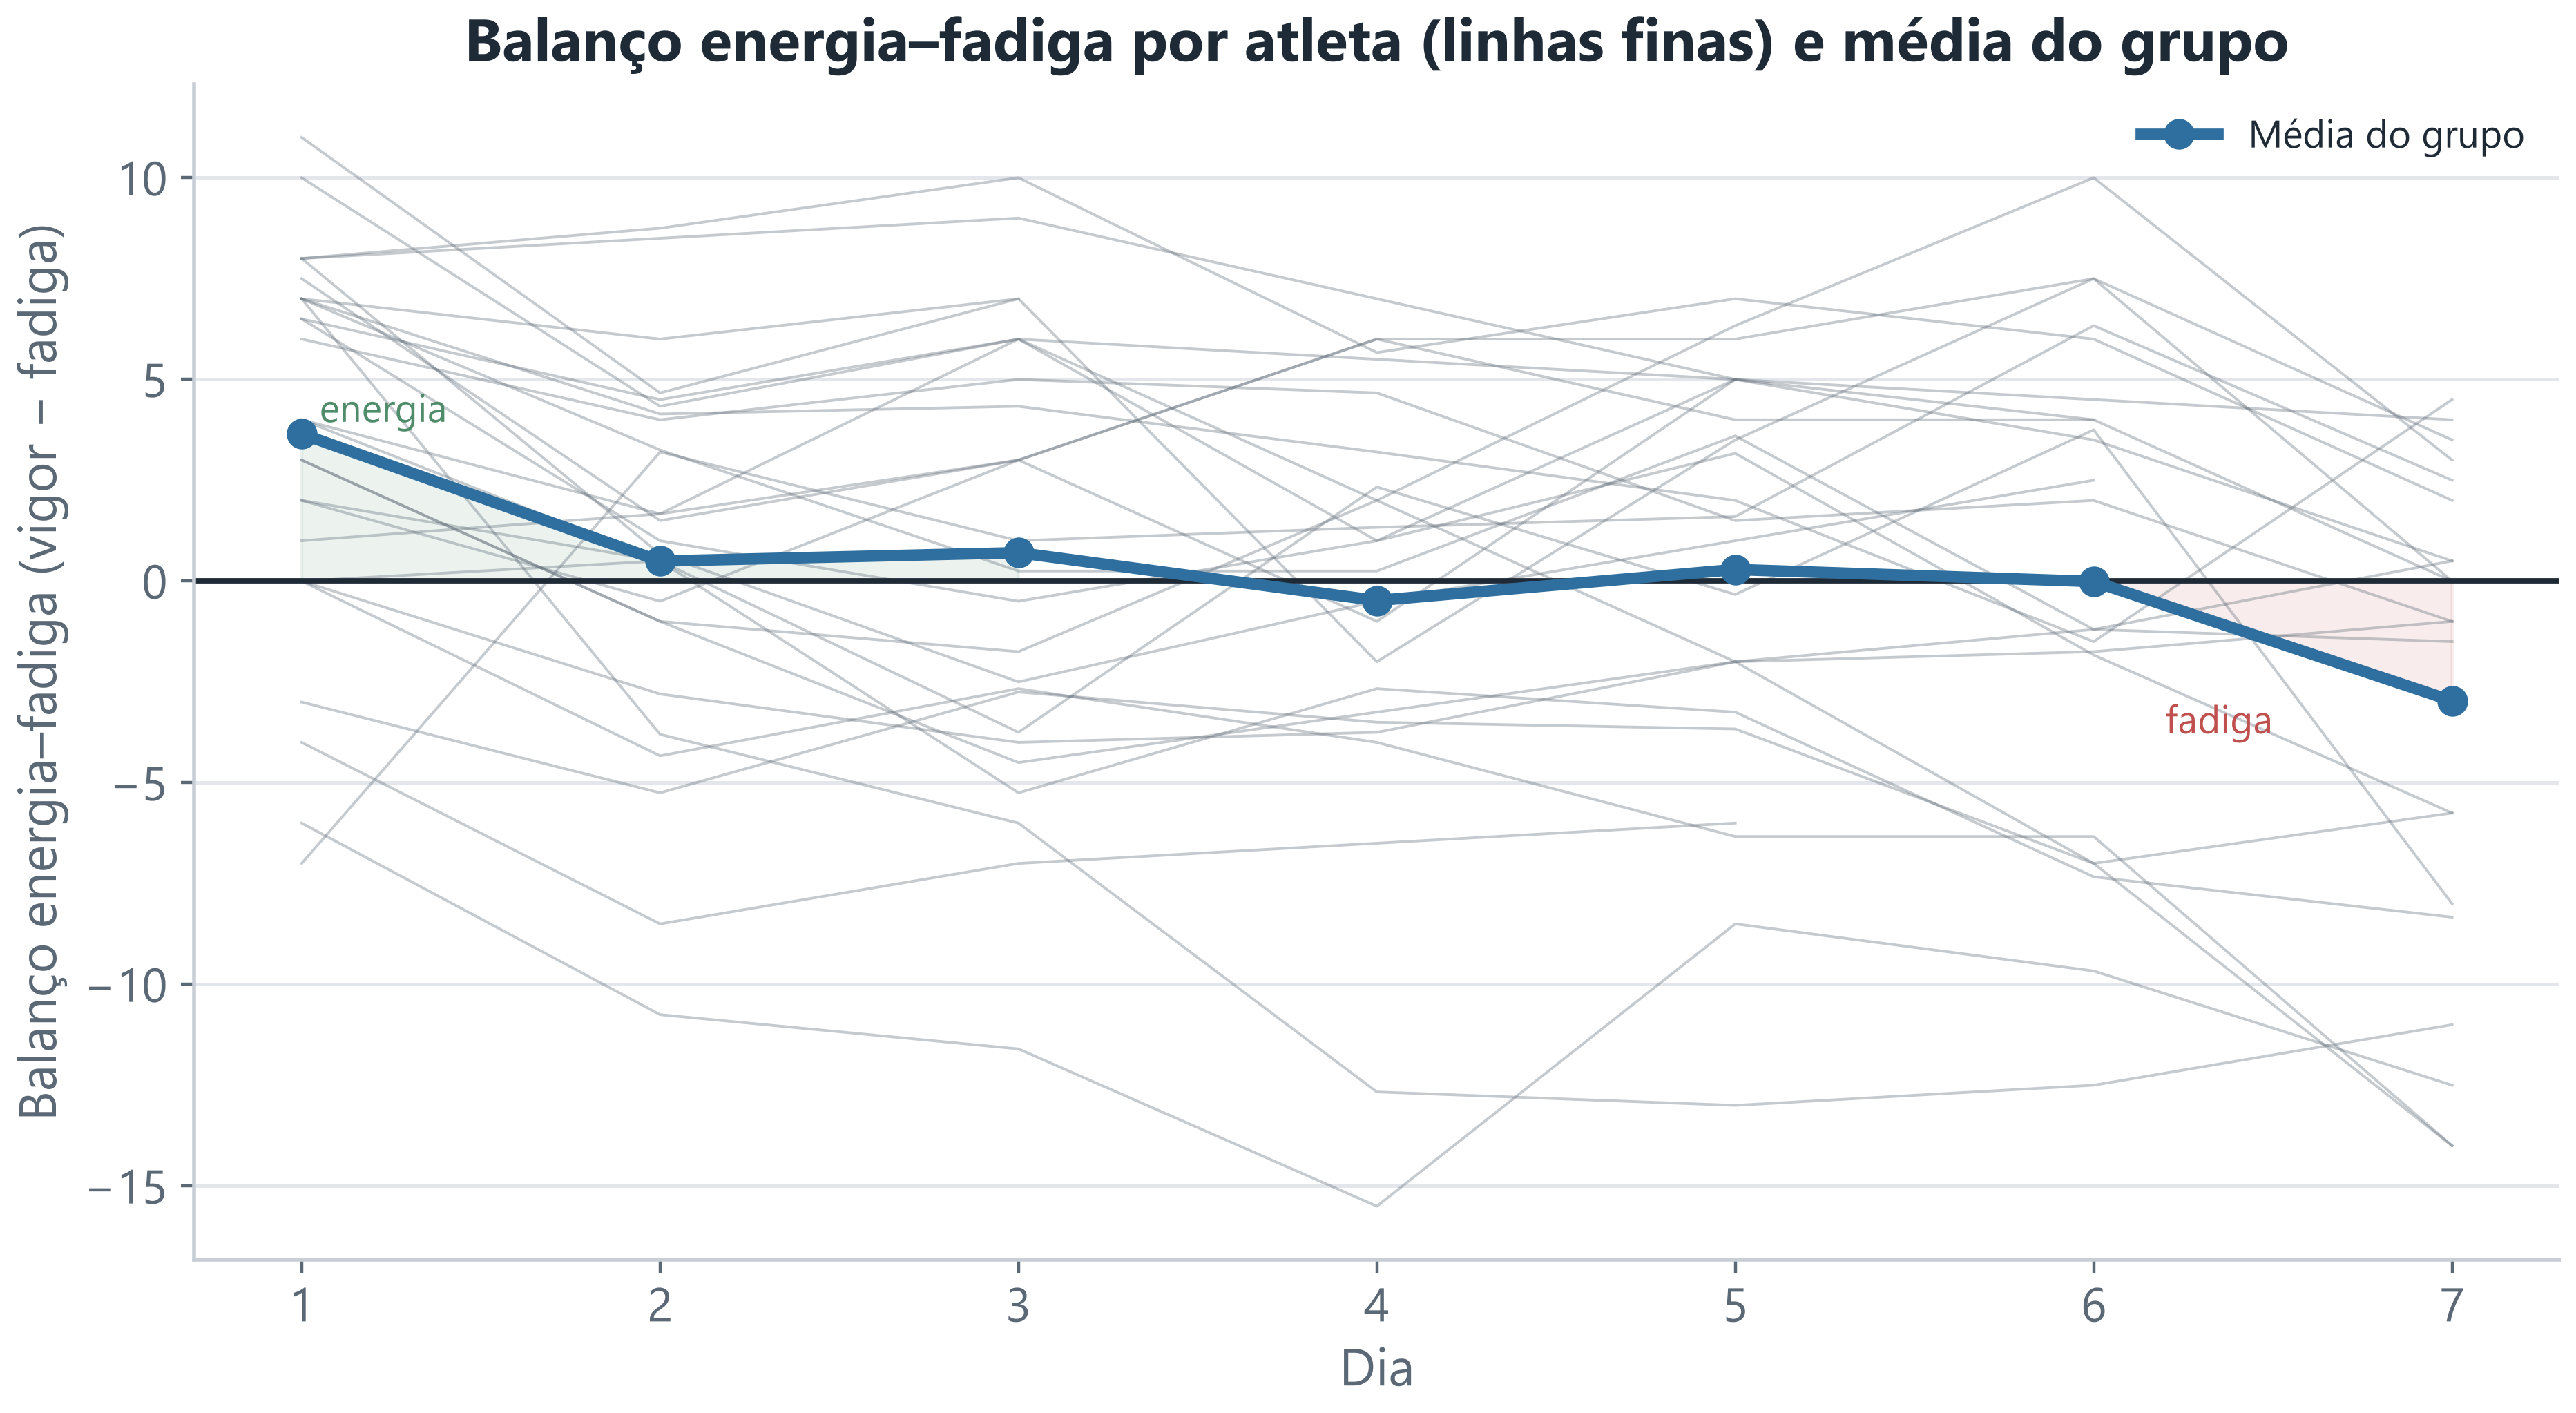 Balanço energia–fadiga por atleta (linhas finas) e média do grupo
Média do grupo
Balanço energia–fadiga (vigor − fadiga)
10
5
0
−5
−10
−15
energia
fadiga
1 2 3 4 5 6 7
Dia